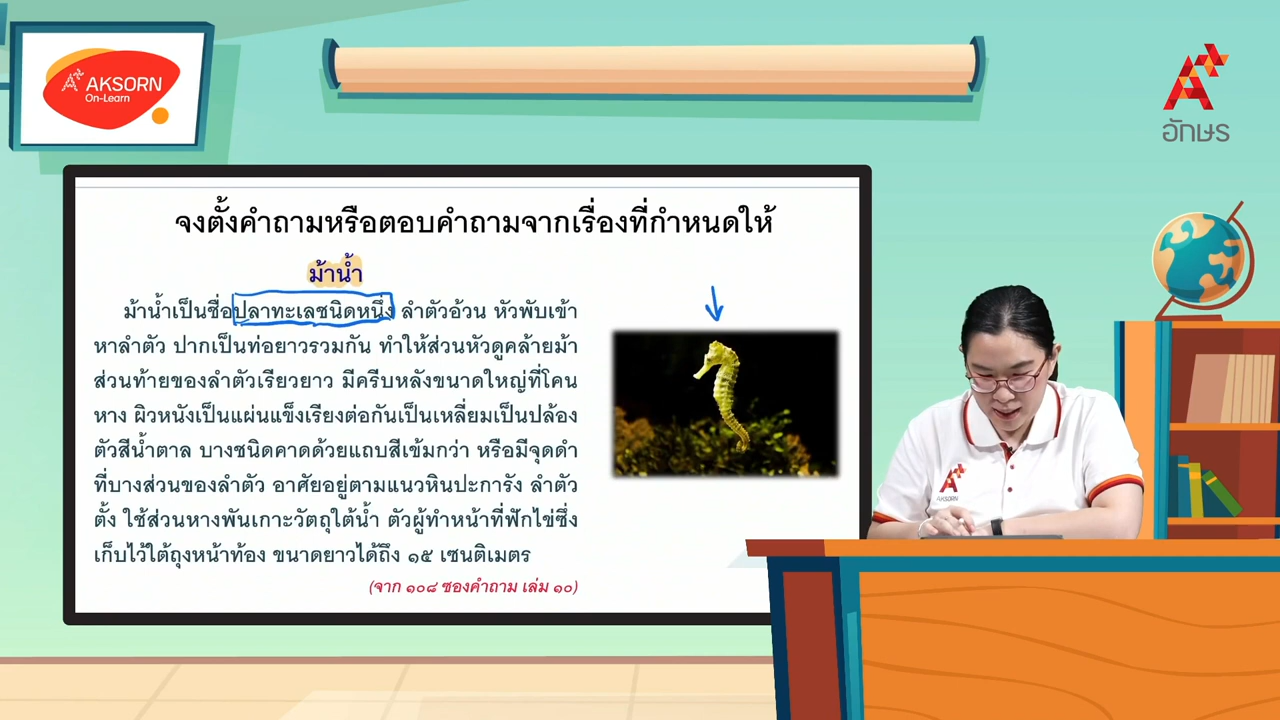 AKSORN
On-Learn
อักษร
จงตั้งคำถามหรือตอบคำถามจากเรื่องที่กำหนดให้
ม้าน้ำ
ม้าน้ำเป็นชื่อปลาทะเลชนิดหนึ่ง ลำตัวอ้วน หัวพับเข้า
หาลำตัว ปากเป็นท่อยาวรวมกัน ทำให้ส่วนหัวดูคล้ายม้า
ส่วนท้ายของลำตัวเรียวยาว มีครีบหลังขนาดใหญ่ที่โคน
หาง ผิวหนังเป็นแผ่นแข็งเรียงต่อกันเป็นเหลี่ยมเป็นปล้อง
ตัวสีน้ำตาล บางชนิดคาดด้วยแถบสีเข้มกว่า หรือมีจุดดำ
ที่บางส่วนของลำตัว อาศัยอยู่ตามแนวหินปะการัง ลำตัว
ตั้ง ใช้ส่วนหางพันเกาะวัตถุใต้น้ำ ตัวผู้ทำหน้าที่ฟักไข่ซึ่ง
เก็บไว้ใต้ถุงหน้าท้อง ขนาดยาวได้ถึง ๑๕ เซนติเมตร
(จาก ๑๐๘ ซองคำถาม เล่ม ๑๐)
AKSORN